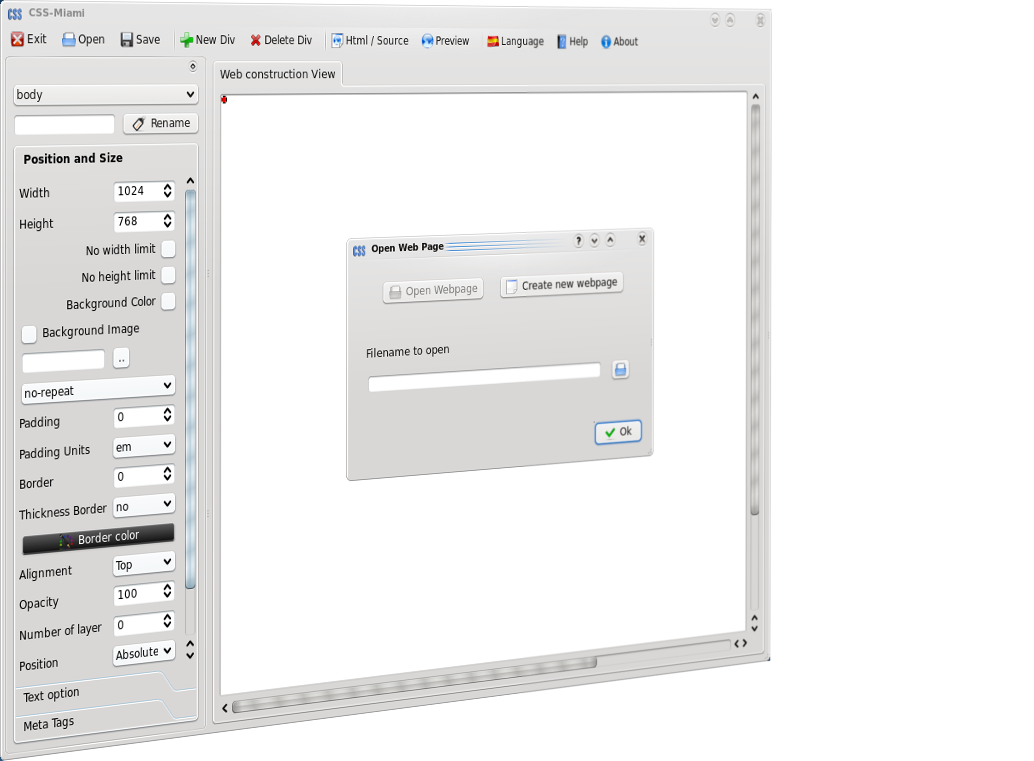 CSS CSS-Miami
Exit Open Save New Div Delete Div Html / Source Preview Language Help About
Web construction View
body
Rename
Position and Size
Width 1024
Height 768
No width limit
No height limit
Background Color
Background Image
..
no-repeat
Padding 0
Padding Units em
Border 0
Thickness Border no
Border color
Alignment Top
Opacity 100
Number of layer 0
Position Absolute
Text option
Meta Tags
CSS Open Web Page ?
Open Webpage Create new webpage
Filename to open
Ok